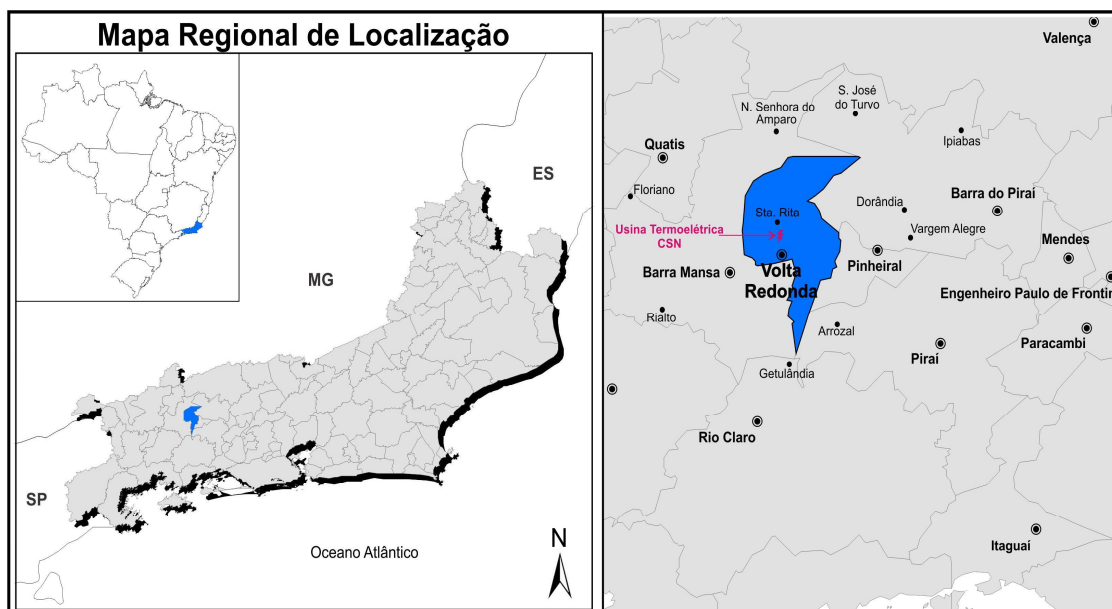 Mapa Regional de Localização
ES
MG
SP
Oceano Atlântico
N
Valença
S. José
do Turvo
N. Senhora do
Amparo
Ipiabas
Quatis
Floriano
Dorândia
Barra do Piraí
Sta. Rita
Usina Termoelétrica
CSN
Vargem Alegre
Mendes
Pinheiral
Volta
Redonda
Barra Mansa
Engenheiro Paulo de Frontin
Rialto
Arrozal
Paracambi
Piraí
Getulândia
Rio Claro
Itaguaí